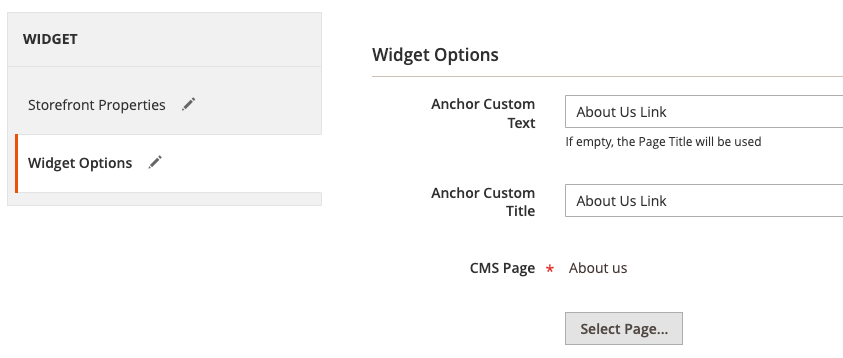 WIDGET
Storefront Properties
Widget Options
Widget Options
Anchor Custom
Text
About Us Link
If empty, the Page Title will be used
Anchor Custom
Title
About Us Link
CMS Page * About us
Select Page...